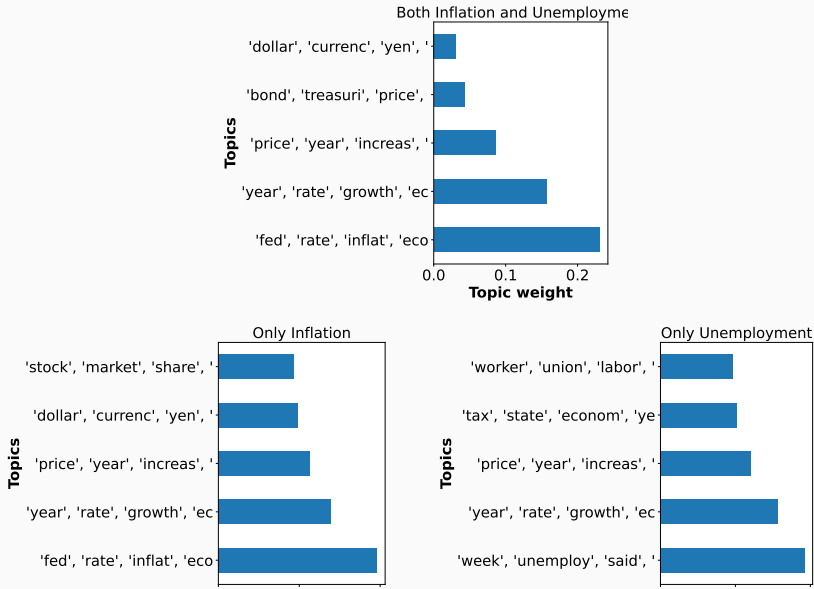 Both Inflation and Unemployme
'dollar', 'currenc', 'yen', '
'bond', 'treasuri', 'price',
'price', 'year', 'increas', '
'year', 'rate', 'growth', 'ec
'fed', 'rate', 'inflat', 'eco
Topics
0.0 0.1 0.2
Topic weight
Only Inflation
'stock', 'market', 'share', '
'dollar', 'currenc', 'yen', '
'price', 'year', 'increas', '
'year', 'rate', 'growth', 'ec
'fed', 'rate', 'inflat', 'eco
Topics
Only Unemployment
'worker', 'union', 'labor', '
'tax', 'state', 'econom', 'ye
'price', 'year', 'increas', '
'year', 'rate', 'growth', 'ec
'week', 'unemploy', 'said', '
Topics